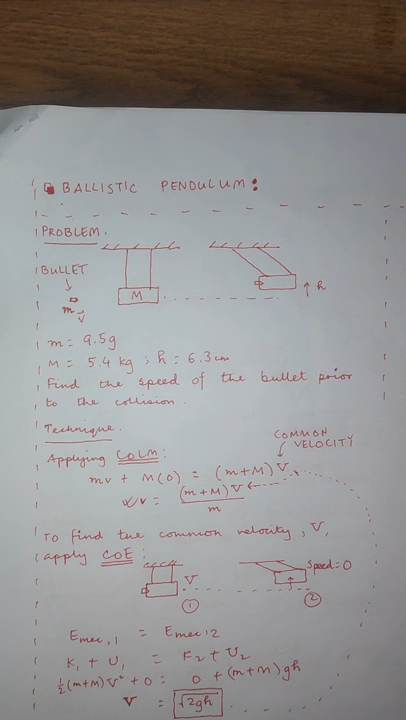 BALLISTIC PENDULUM:
PROBLEM.
BULLET
m
v
M
h
m = 9.5g
M = 5.4 kg ; h = 6.3 cm
Find the speed of the bullet prior
to the collision.
Technique.
COMMON
VELOCITY
Applying COLM:
mv + M(0) = (m+M)V
v = (m+M)V / m
To find the common velocity, V,
apply COE:
V
Speed=0
1
2
Emec,1 = Emec,2
K1 + U1 = K2 + U2
½(m+M)V² + 0 = 0 + (m+M)gh
V = √2gh